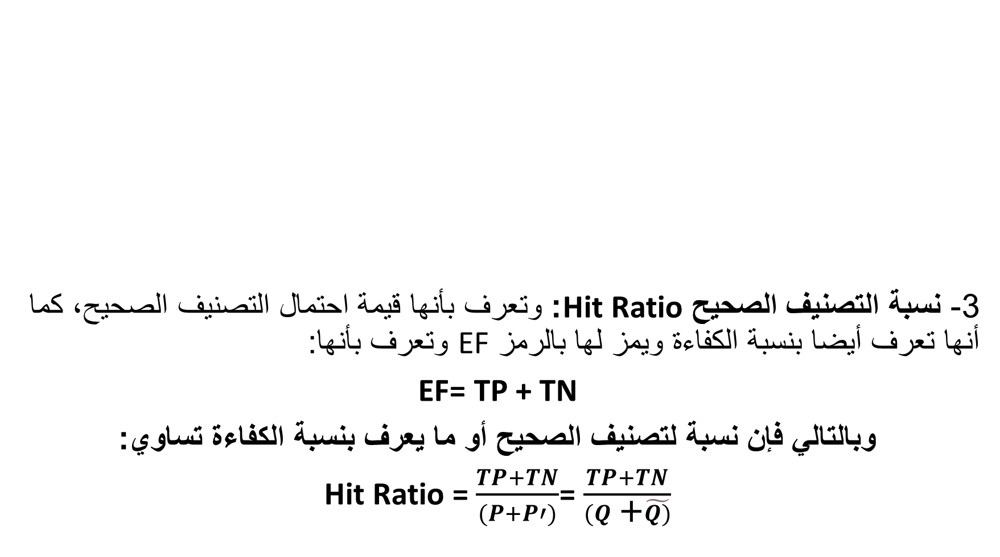 3- نسبة التصنيف الصحيح Hit Ratio: وتعرف بأنها قيمة احتمال التصنيف الصحيح، كما
أنها تعرف أيضا بنسبة الكفاءة ويمز لها بالرمز EF وتعرف بأنها:
EF= TP + TN
وبالتالي فإن نسبة لتصنيف الصحيح أو ما يعرف بنسبة الكفاءة تساوي:
Hit Ratio = \frac{TP+TN}{(P+P′)} = \frac{TP+TN}{(Q +\widetilde{Q})}